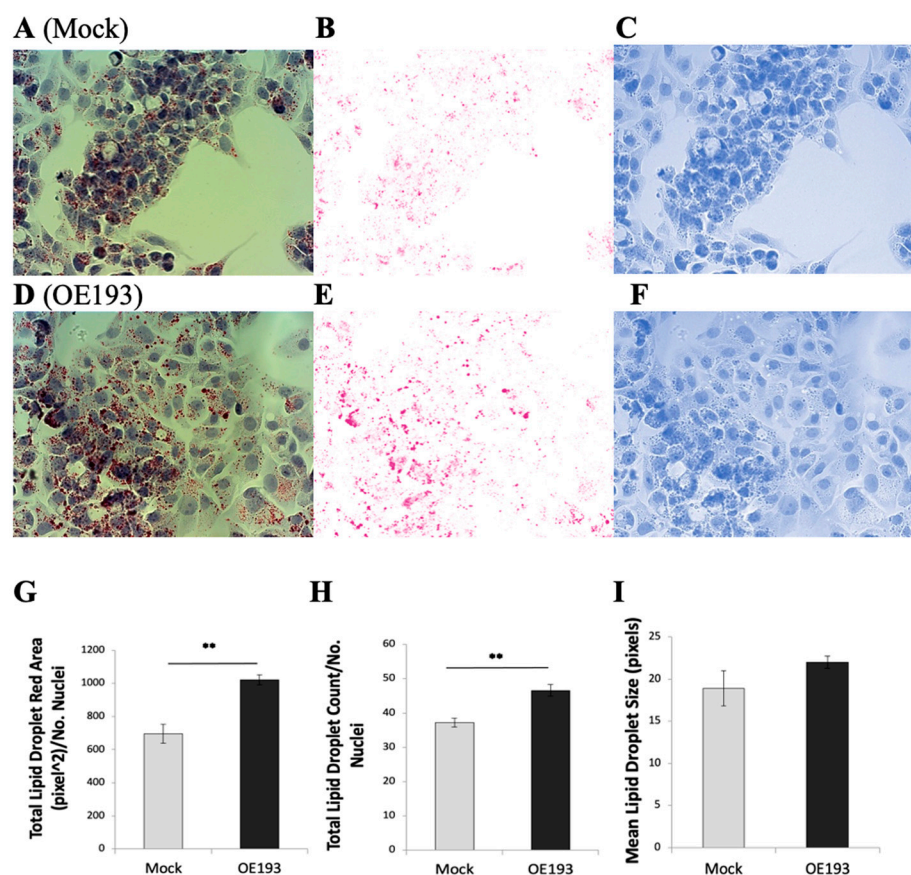 A (Mock)
B
C
D (OE193)
E
F
G
H
I
Total Lipid Droplet Red Area
(pixel^2)/No. Nuclei
1200
1000
800
600
400
200
0
**
Mock
OE193
Total Lipid Droplet Count/No.
Nuclei
60
50
40
30
20
10
0
**
Mock
OE193
Mean Lipid Droplet Size (pixels)
25
20
15
10
5
0
Mock
OE193